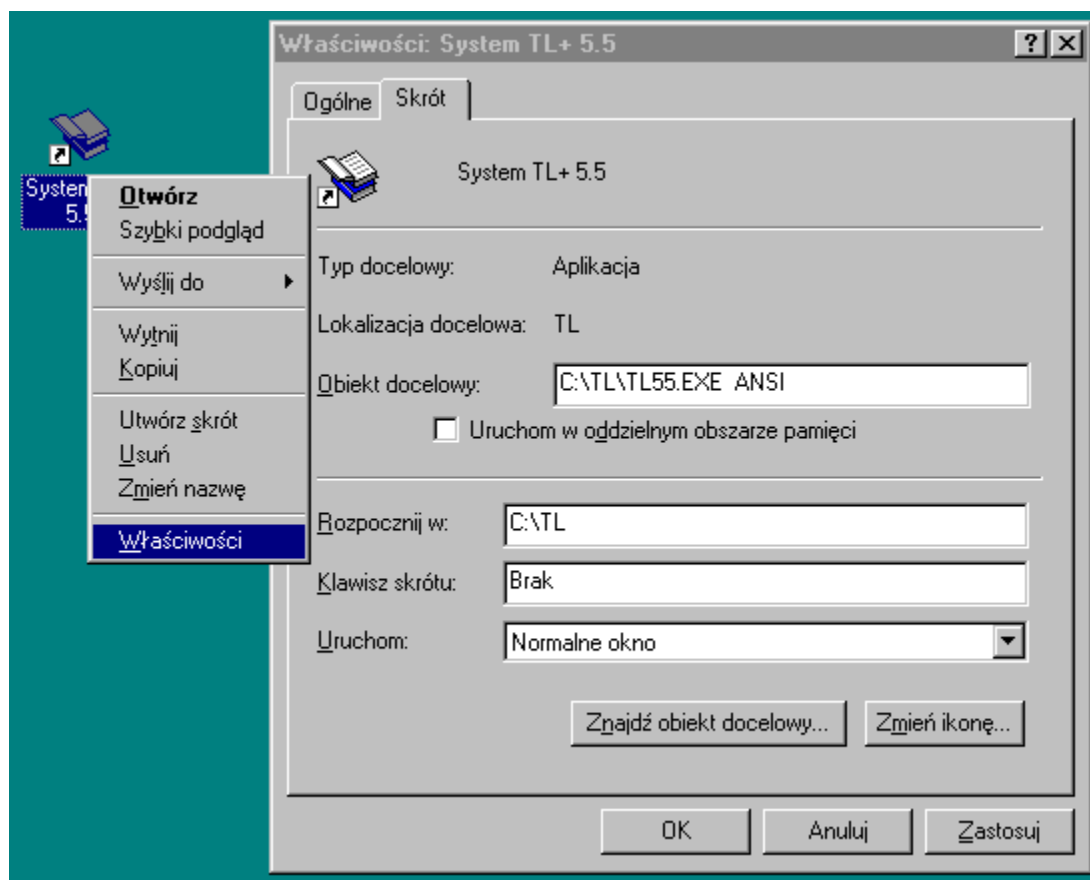 Właściwości: System TL+ 5.5
Ogólne
Skrót
System TL+ 5.5
Typ docelowy: Aplikacja
Lokalizacja docelowa: TL
Obiekt docelowy: C:\TL\TL55.EXE ANSI
Uruchom w oddzielnym obszarze pamięci
Rozpocznij w: C:\TL
Klawisz skrótu: Brak
Uruchom: Normalne okno
Znajdź obiekt docelowy... Zmień ikonę...
OK Anuluj Zastosuj
System
Otwórz
Szybki podgląd
Wyślij do
Wytnij
Kopiuj
Utwórz skrót
Usuń
Zmień nazwę
Właściwości